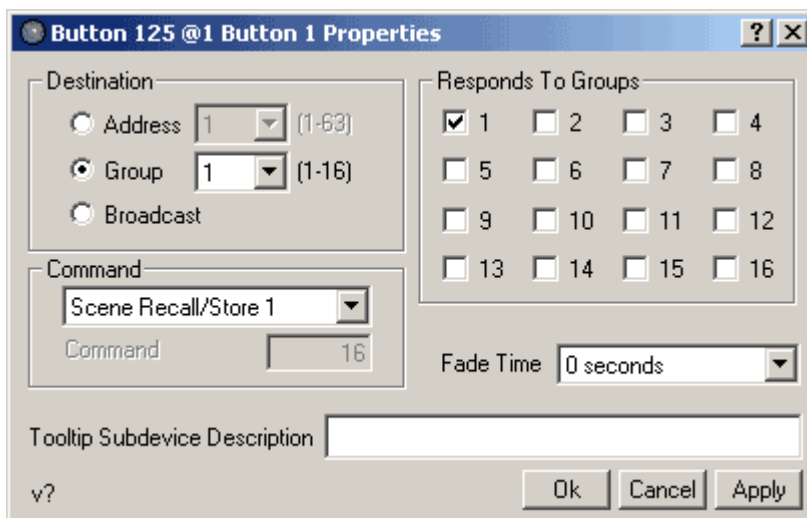 Button 125 @1 Button 1 Properties
Destination
Address 1 (1-63)
Group 1 (1-16)
Broadcast
Responds To Groups
1 2 3 4
5 6 7 8
9 10 11 12
13 14 15 16
Command
Scene Recall/Store 1
Command 16
Fade Time 0 seconds
Tooltip Subdevice Description
v?
Ok Cancel Apply